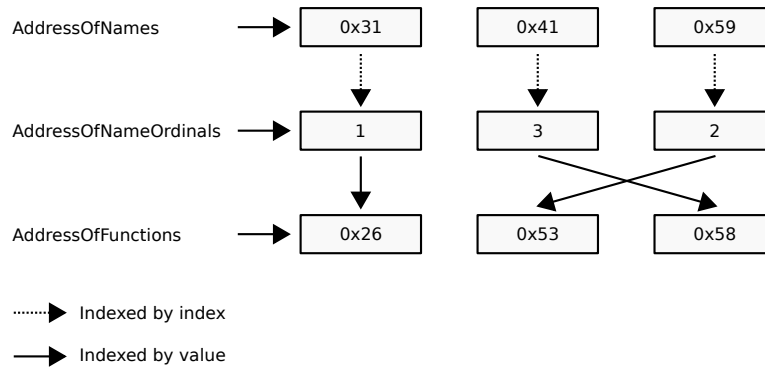 AddressOfNames 0x31 0x41 0x59
AddressOfNameOrdinals 1 3 2
AddressOfFunctions 0x26 0x53 0x58
Indexed by index
Indexed by value